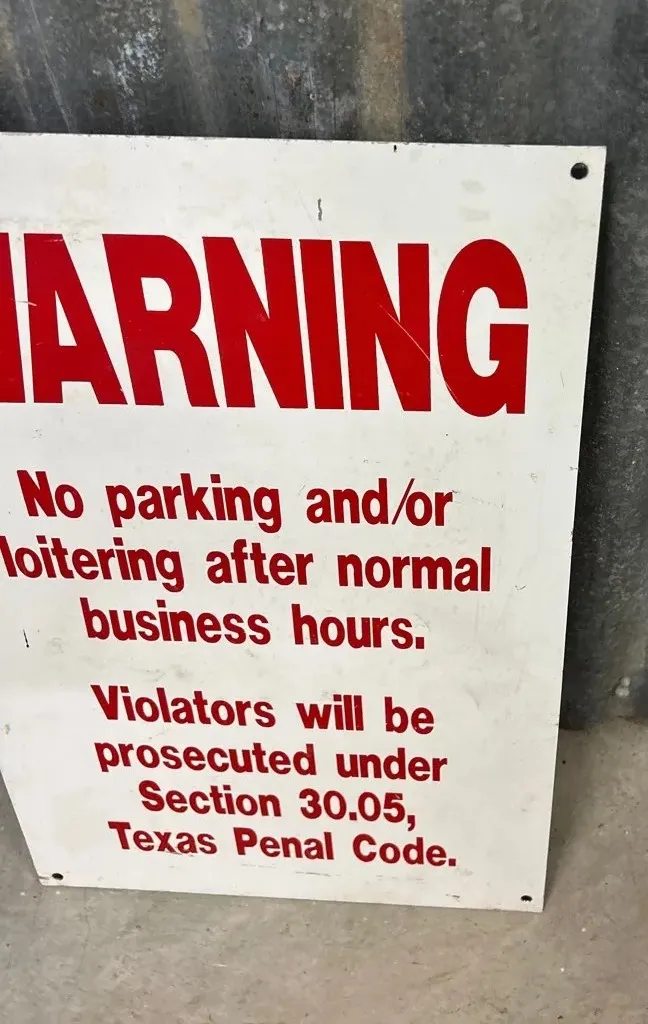 WARNING
No parking and/or
loitering after normal
business hours.
Violators will be
prosecuted under
Section 30.05,
Texas Penal Code.